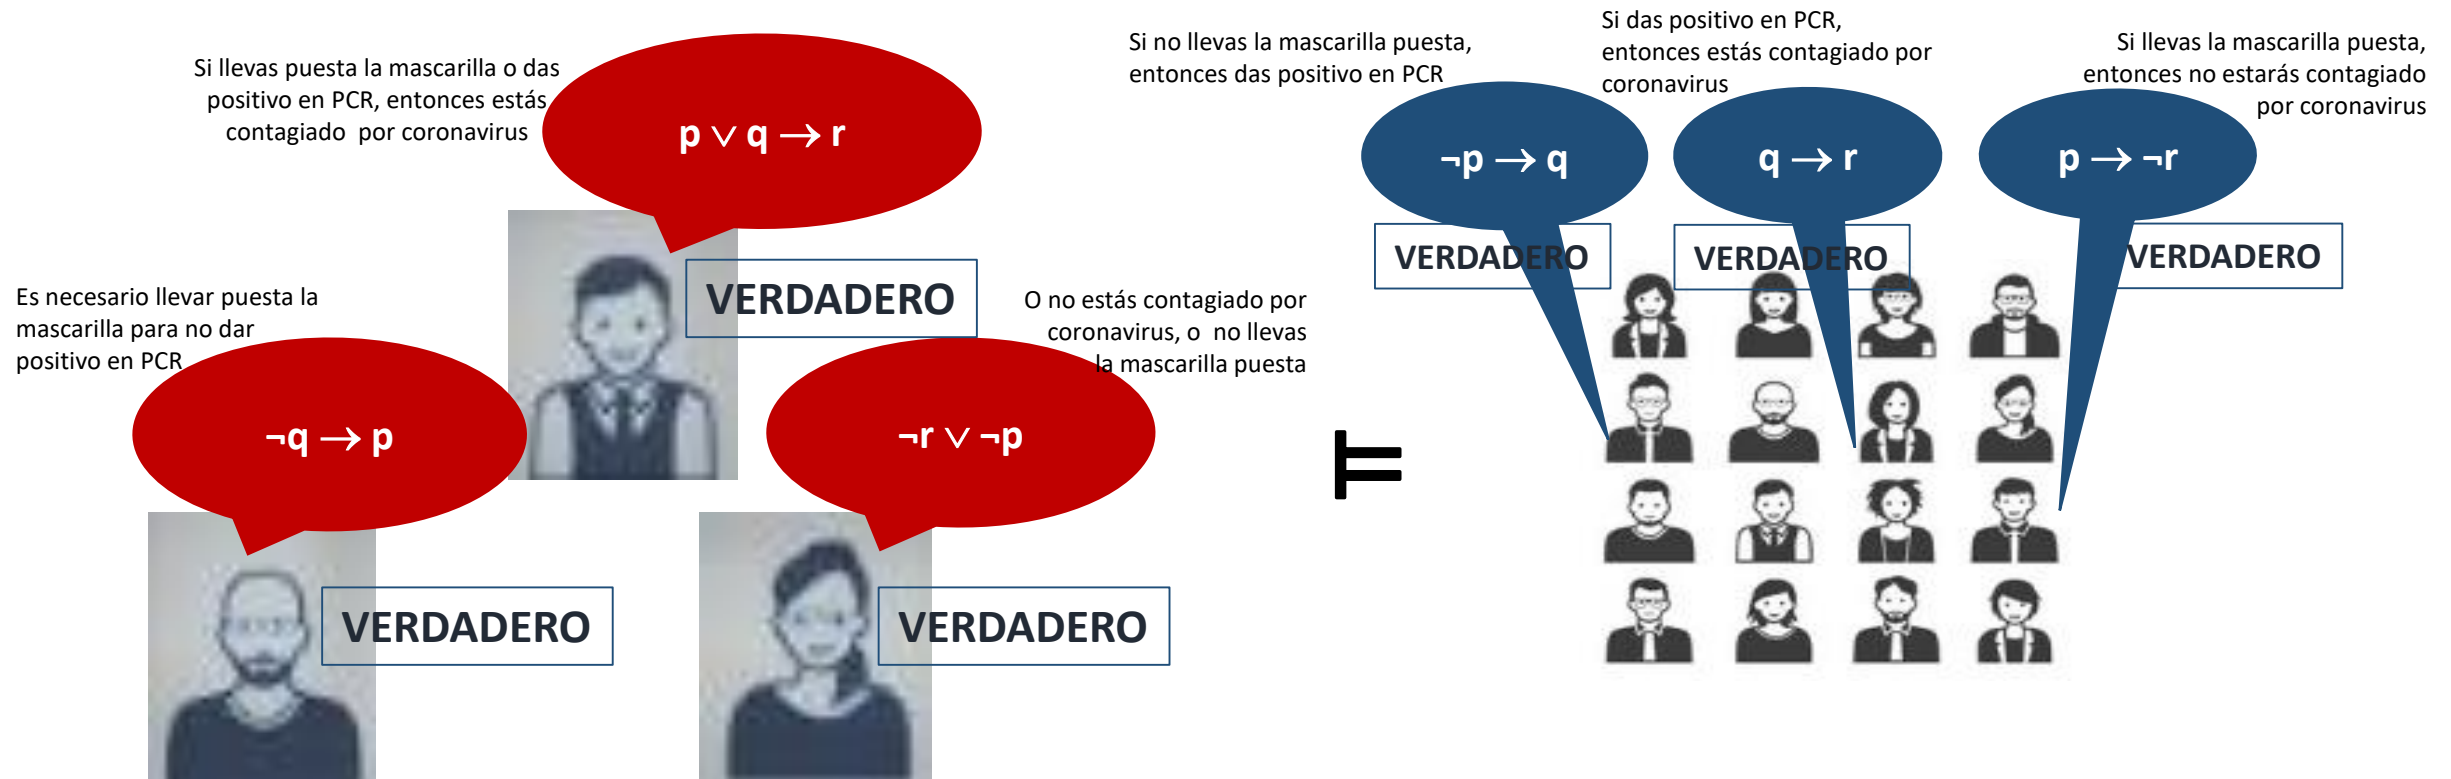 Si llevas puesta la mascarilla o das
positivo en PCR, entonces estás
contagiado por coronavirus
p ∨ q → r
VERDADERO
Es necesario llevar puesta la
mascarilla para no dar
positivo en PCR
¬q → p
VERDADERO
O no estás contagiado por
coronavirus, o no llevas
la mascarilla puesta
¬r ∨ ¬p
VERDADERO
⊨
Si no llevas la mascarilla puesta,
entonces das positivo en PCR
¬p → q
VERDADERO
Si das positivo en PCR,
entonces estás contagiado por
coronavirus
q → r
VERDADERO
Si llevas la mascarilla puesta,
entonces no estarás contagiado
por coronavirus
p → ¬r
VERDADERO